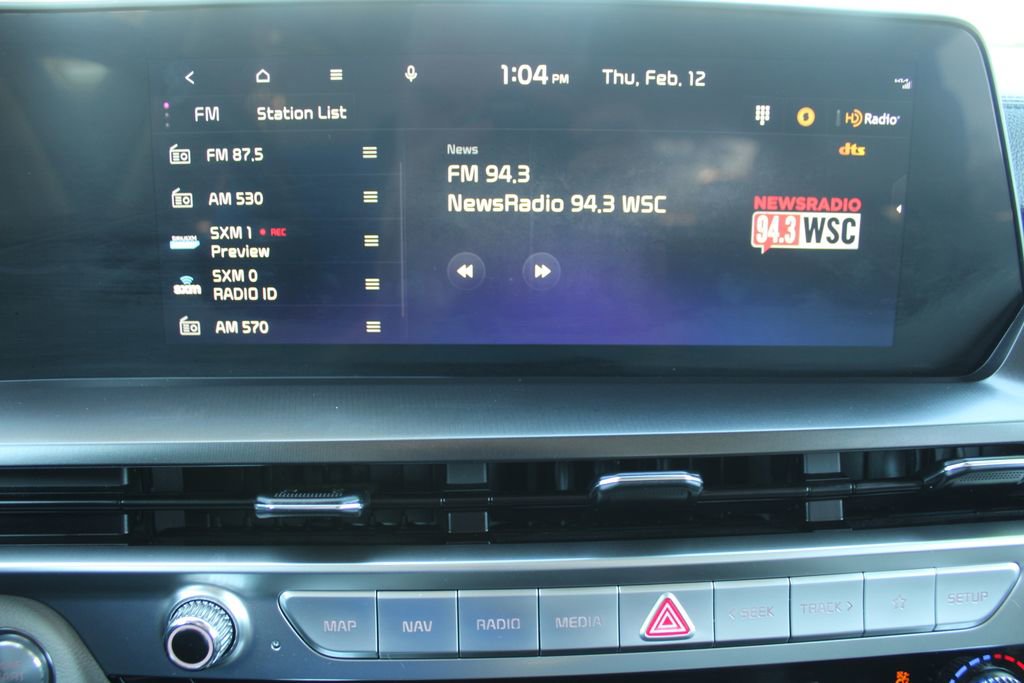 1:04 PM Thu, Feb. 12
FM Station List
HD Radio
dts
FM 87.5
AM 530
SXM 1 REC
Preview
SXM 0
RADIO ID
AM 570
News
FM 94.3
NewsRadio 94.3 WSC
NEWSRADIO
94.3 WSC
MAP NAV RADIO MEDIA < SEEK TRACK > SETUP